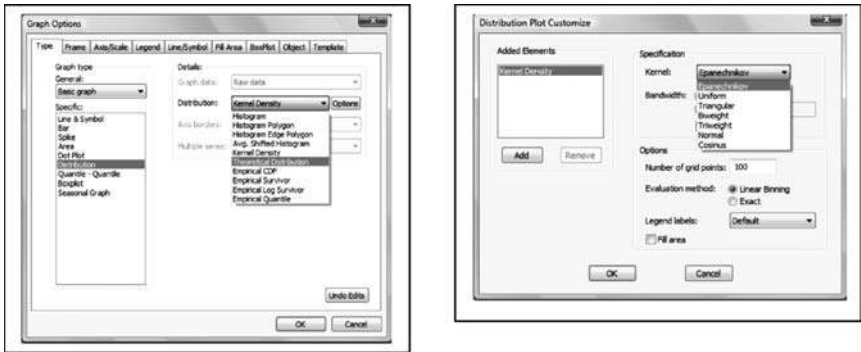 Graph Options
Type Frame Axis/Scale Legend Line/Symbol Fill Area BoxPlot Object Template
Graph type
General:
Basic graph
Specific:
Line & Symbol
Bar
Spike
Area
Dot Plot
Distribution
Quantile - Quantile
Boxplot
Seasonal Graph
Details:
Graph data: Raw data
Distribution: Kernel Density Options
Histogram
Histogram Polygon
Histogram Edge Polygon
Avg. Shifted Histogram
Kernel Density
Theoretical Distribution
Empirical CDF
Empirical Survivor
Empirical Log Survivor
Empirical Quantile
Axis borders:
Multiple series:
Undo Edits
OK Cancel
Distribution Plot Customize
Added Elements
Kernel Density
Add Remove
Specification
Kernel: Epanechnikov
Epanechnikov
Uniform
Triangular
Biweight
Triweight
Normal
Cosinus
Bandwidth:
Options
Number of grid points: 100
Evaluation method: Linear Binning
Exact
Legend labels: Default
Fill area
OK Cancel